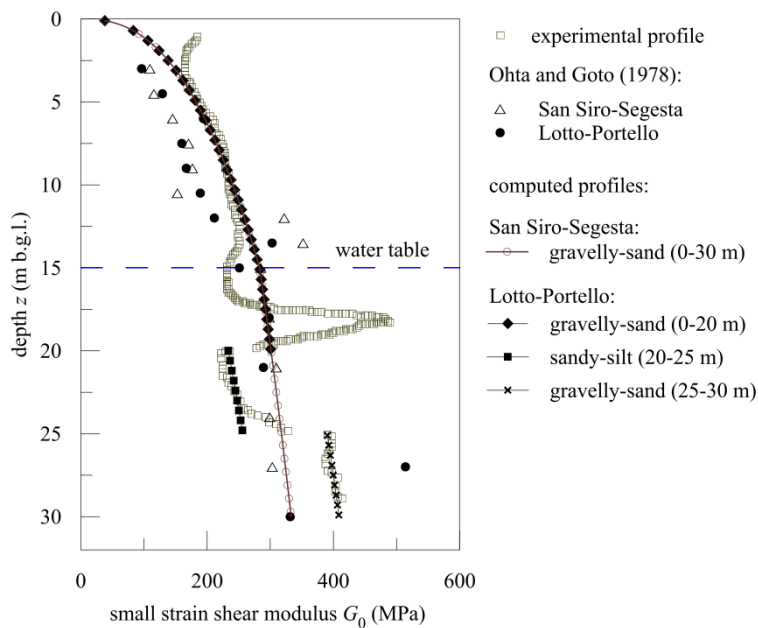 0
5
10
15
20
25
30
depth z (m b.g.l.)
water table
0 200 400 600
small strain shear modulus G0 (MPa)
experimental profile
Ohta and Goto (1978):
San Siro-Segesta
Lotto-Portello
computed profiles:
San Siro-Segesta:
gravelly-sand (0-30 m)
Lotto-Portello:
gravelly-sand (0-20 m)
sandy-silt (20-25 m)
gravelly-sand (25-30 m)